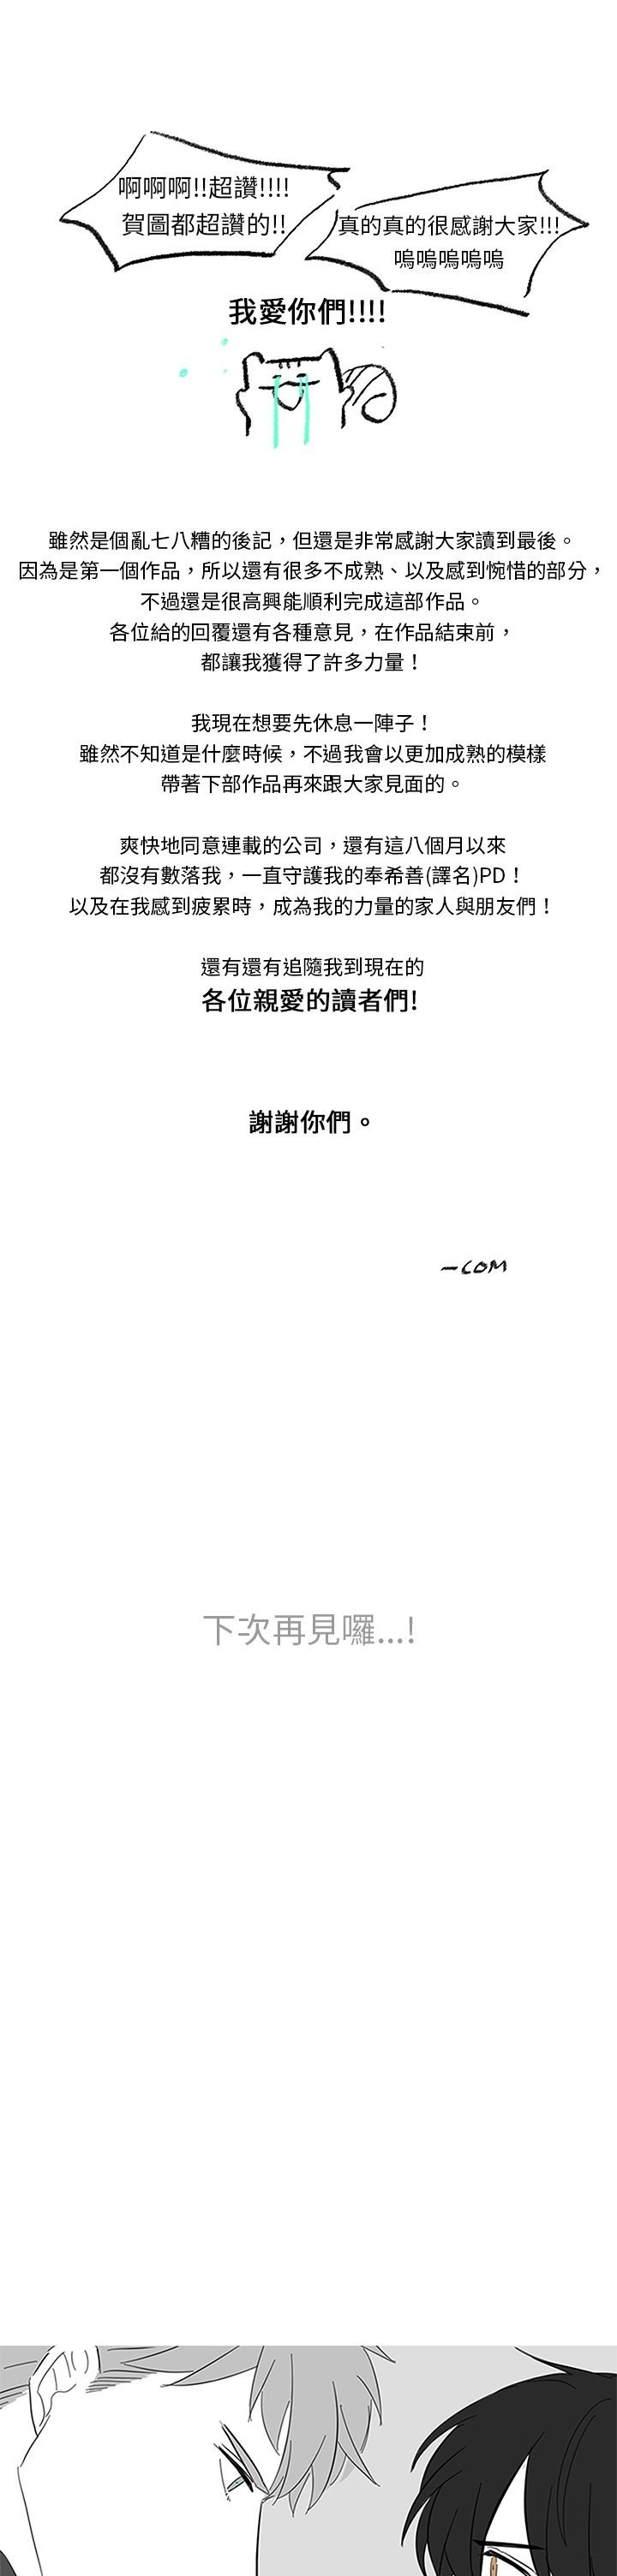 啊啊啊!!超讚!!!!
賀圖都超讚的!!
真的真的很感謝大家!!!
嗚嗚嗚嗚嗚
我愛你們!!!!
雖然是個亂七八糟的後記，但還是非常感謝大家讀到最後。
因為是第一個作品，所以還有很多不成熟、以及感到惋惜的部分，
不過還是很高興能順利完成這部作品。
各位給的回覆還有各種意見，在作品結束前，
都讓我獲得了許多力量！
我現在想要先休息一陣子！
雖然不知道是什麼時候，不過我會以更加成熟的模樣
帶著下部作品再來跟大家見面的。
爽快地同意連載的公司，還有這八個月以來
都沒有數落我，一直守護我的奉希善(譯名)PD！
以及在我感到疲累時，成為我的力量的家人與朋友們！
還有還有追隨我到現在的
各位親愛的讀者們!
謝謝你們。
-COM
下次再見囉...!